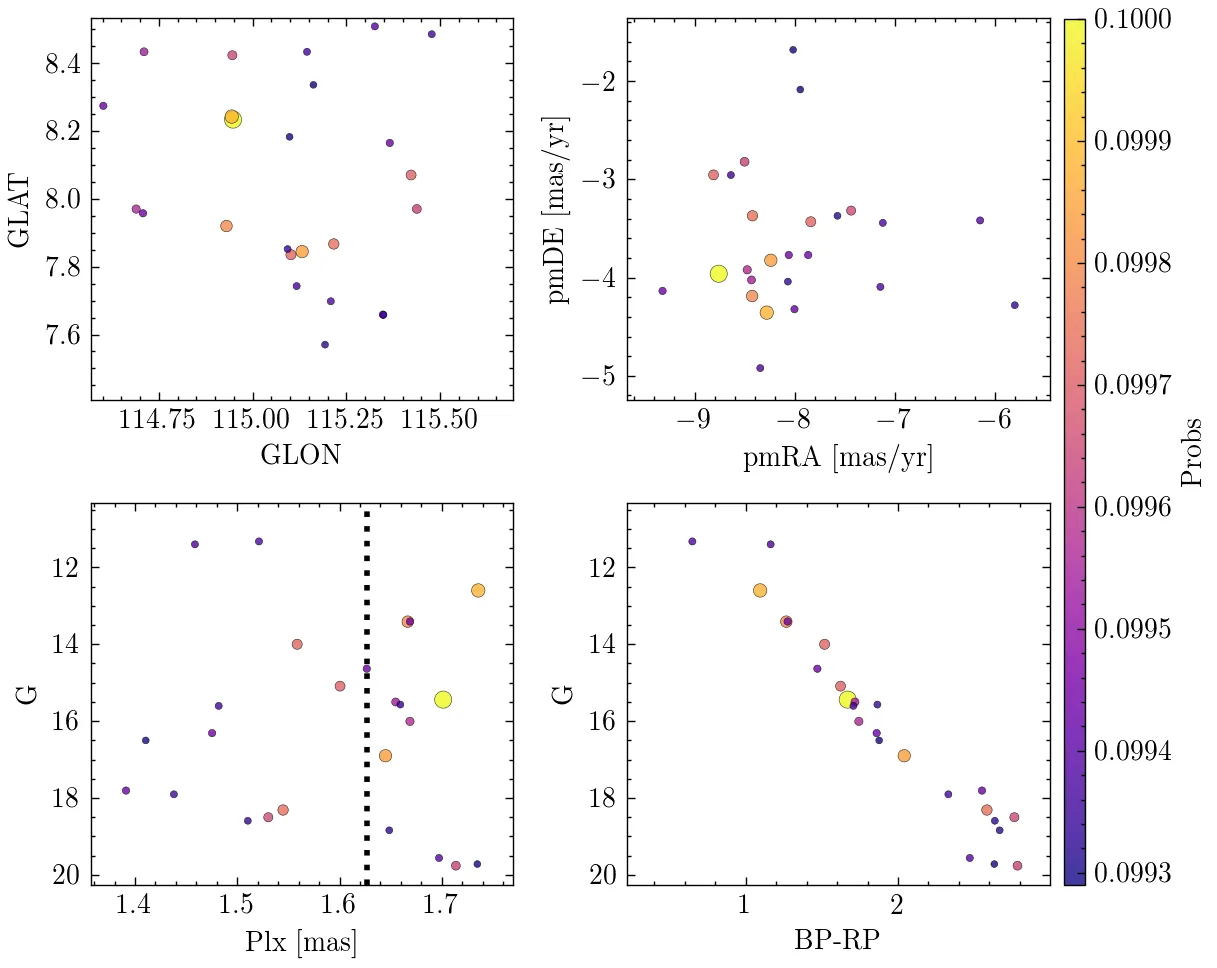 8.4
8.2
8.0
7.8
7.6
GLAT
114.75 115.00 115.25 115.50
GLON
−2
−3
−4
−5
pmDE [mas/yr]
−9 −8 −7 −6
pmRA [mas/yr]
12
14
16
18
20
G
1.4 1.5 1.6 1.7
Plx [mas]
12
14
16
18
20
G
1 2
BP-RP
0.1000
0.0999
0.0998
0.0997
0.0996
0.0995
0.0994
0.0993
Probs